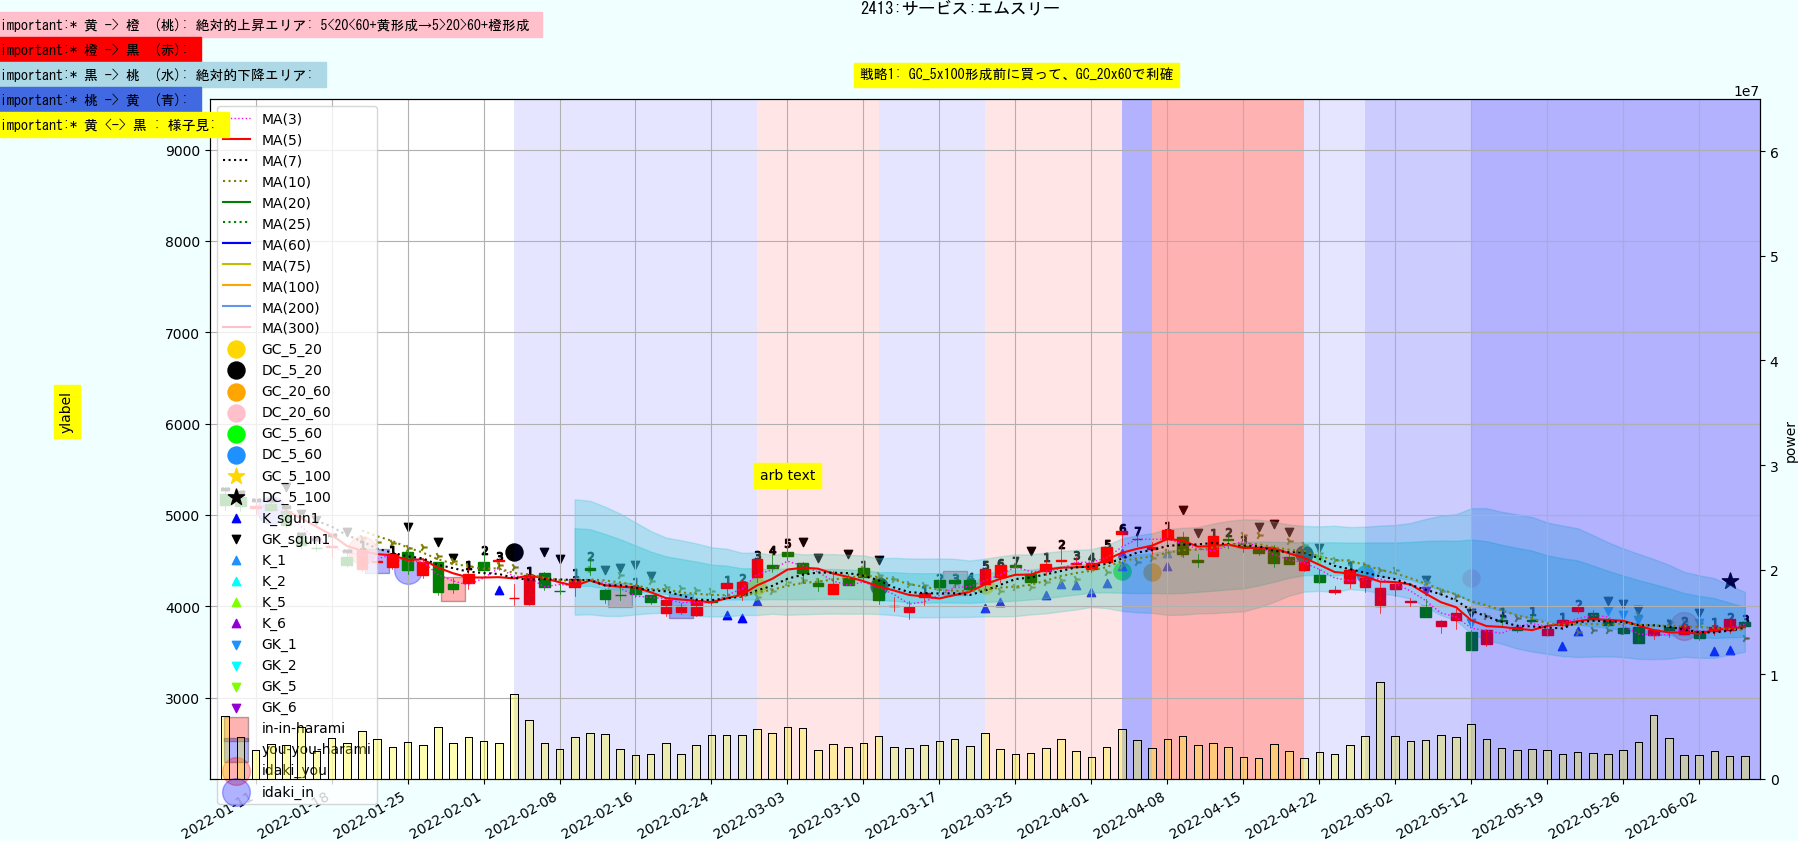 2413:サービス:エムスリー
important:* 黄 -> 橙 （桃）: 絶対的上昇エリア: 5<20<60+黄形成→5>20>60+橙形成
important:* 橙 -> 黒 （赤）:
important:* 黒 -> 桃 （水）: 絶対的下降エリア:
important:* 桃 -> 黄 （青）:
important:* 黄 <-> 黒 : 様子見:
戦略1: GC_5x100形成前に買って、GC_20x60で利確
1e7
MA(3)
MA(5)
MA(7)
MA(10)
MA(20)
MA(25)
MA(60)
MA(75)
MA(100)
MA(200)
MA(300)
GC_5_20
DC_5_20
GC_20_60
DC_20_60
GC_5_60
DC_5_60
GC_5_100
DC_5_100
K_sgun1
GK_sgun1
K_1
K_2
K_5
K_6
GK_1
GK_2
GK_5
GK_6
in-in-harami
you-you-harami
idaki_you
idaki_in
9000
8000
7000
6000
5000
4000
3000
ylabel
arb text
6
5
4
3
2
1
0
power
2022-01-11
2022-01-18
2022-01-25
2022-02-01
2022-02-08
2022-02-16
2022-02-24
2022-03-03
2022-03-10
2022-03-17
2022-03-25
2022-04-01
2022-04-08
2022-04-15
2022-04-22
2022-05-02
2022-05-12
2022-05-19
2022-05-26
2022-06-02